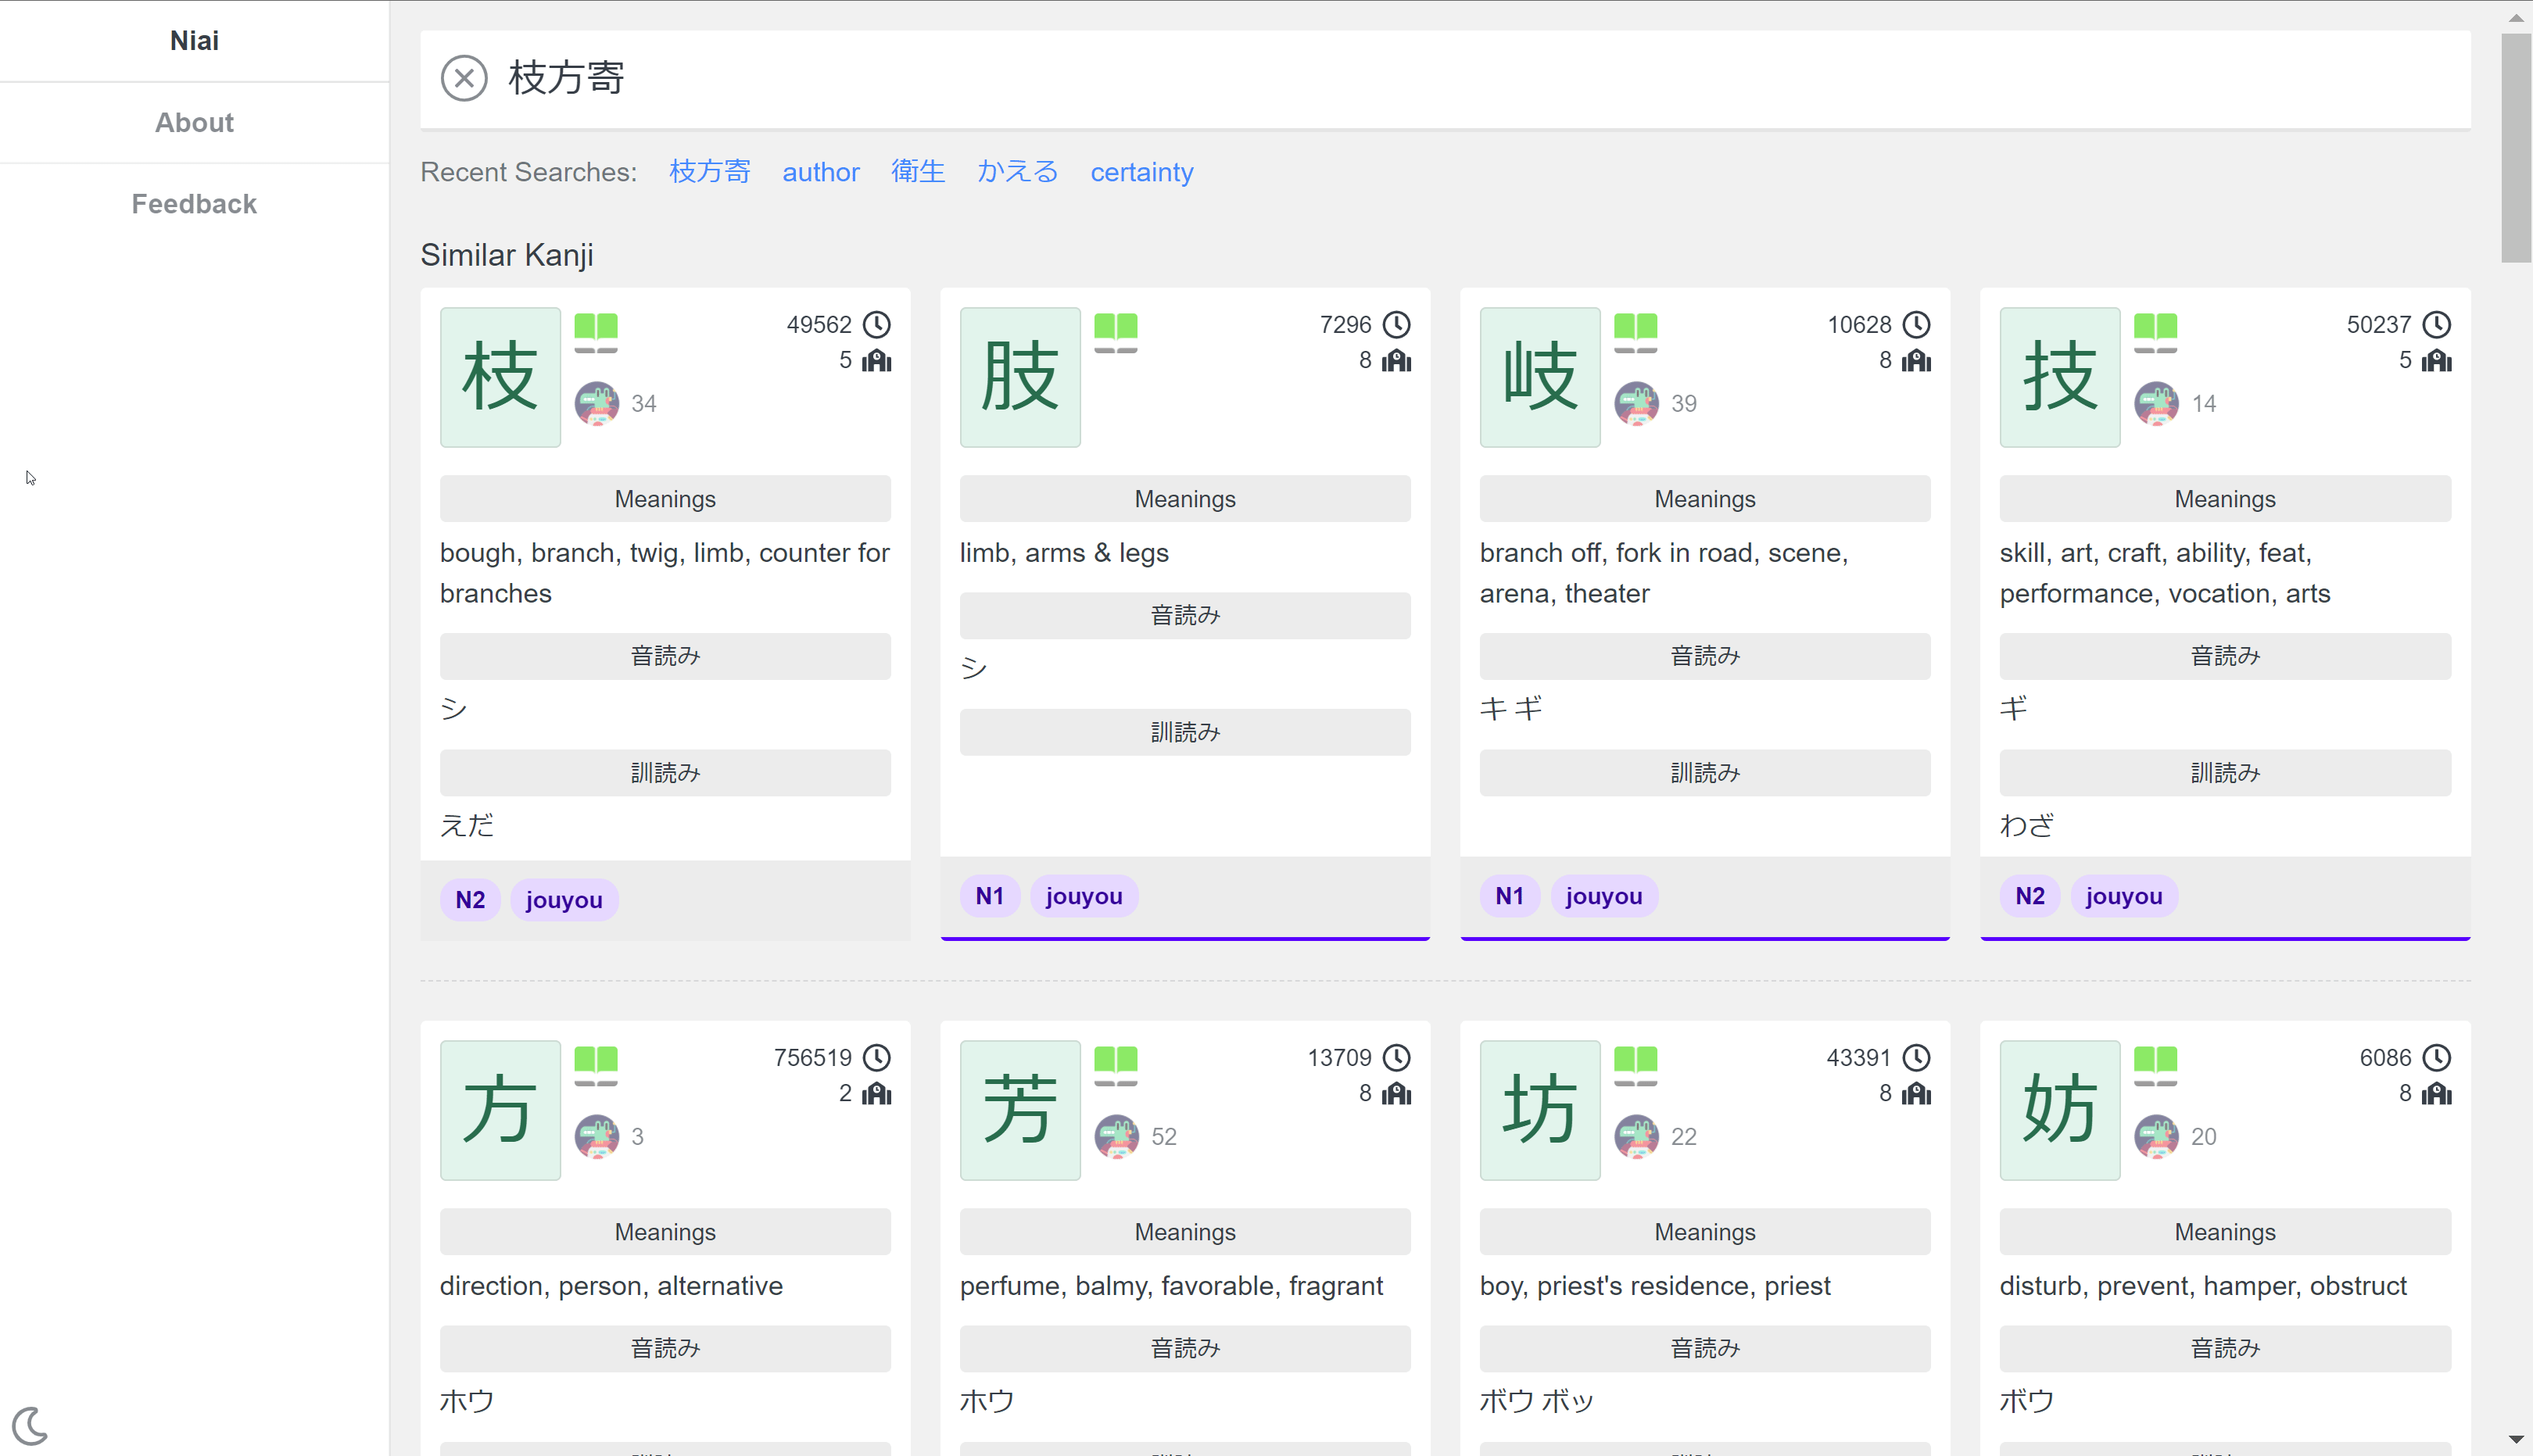 Niai
About
Feedback
枝方寄
Recent Searches: 枝方寄 author 衛生 かえる certainty
Similar Kanji
枝
49562
5
34
Meanings
bough, branch, twig, limb, counter for
branches
音読み
シ
訓読み
えだ
N2 jouyou
肢
7296
8
Meanings
limb, arms & legs
音読み
シ
訓読み
N1 jouyou
岐
10628
8
39
Meanings
branch off, fork in road, scene,
arena, theater
音読み
キ ギ
訓読み
N1 jouyou
技
50237
5
14
Meanings
skill, art, craft, ability, feat,
performance, vocation, arts
音読み
ギ
訓読み
わざ
N2 jouyou
方
756519
2
3
Meanings
direction, person, alternative
音読み
ホウ
芳
13709
8
52
Meanings
perfume, balmy, favorable, fragrant
音読み
ホウ
坊
43391
8
22
Meanings
boy, priest's residence, priest
音読み
ボウ ボッ
妨
6086
8
20
Meanings
disturb, prevent, hamper, obstruct
音読み
ボウ